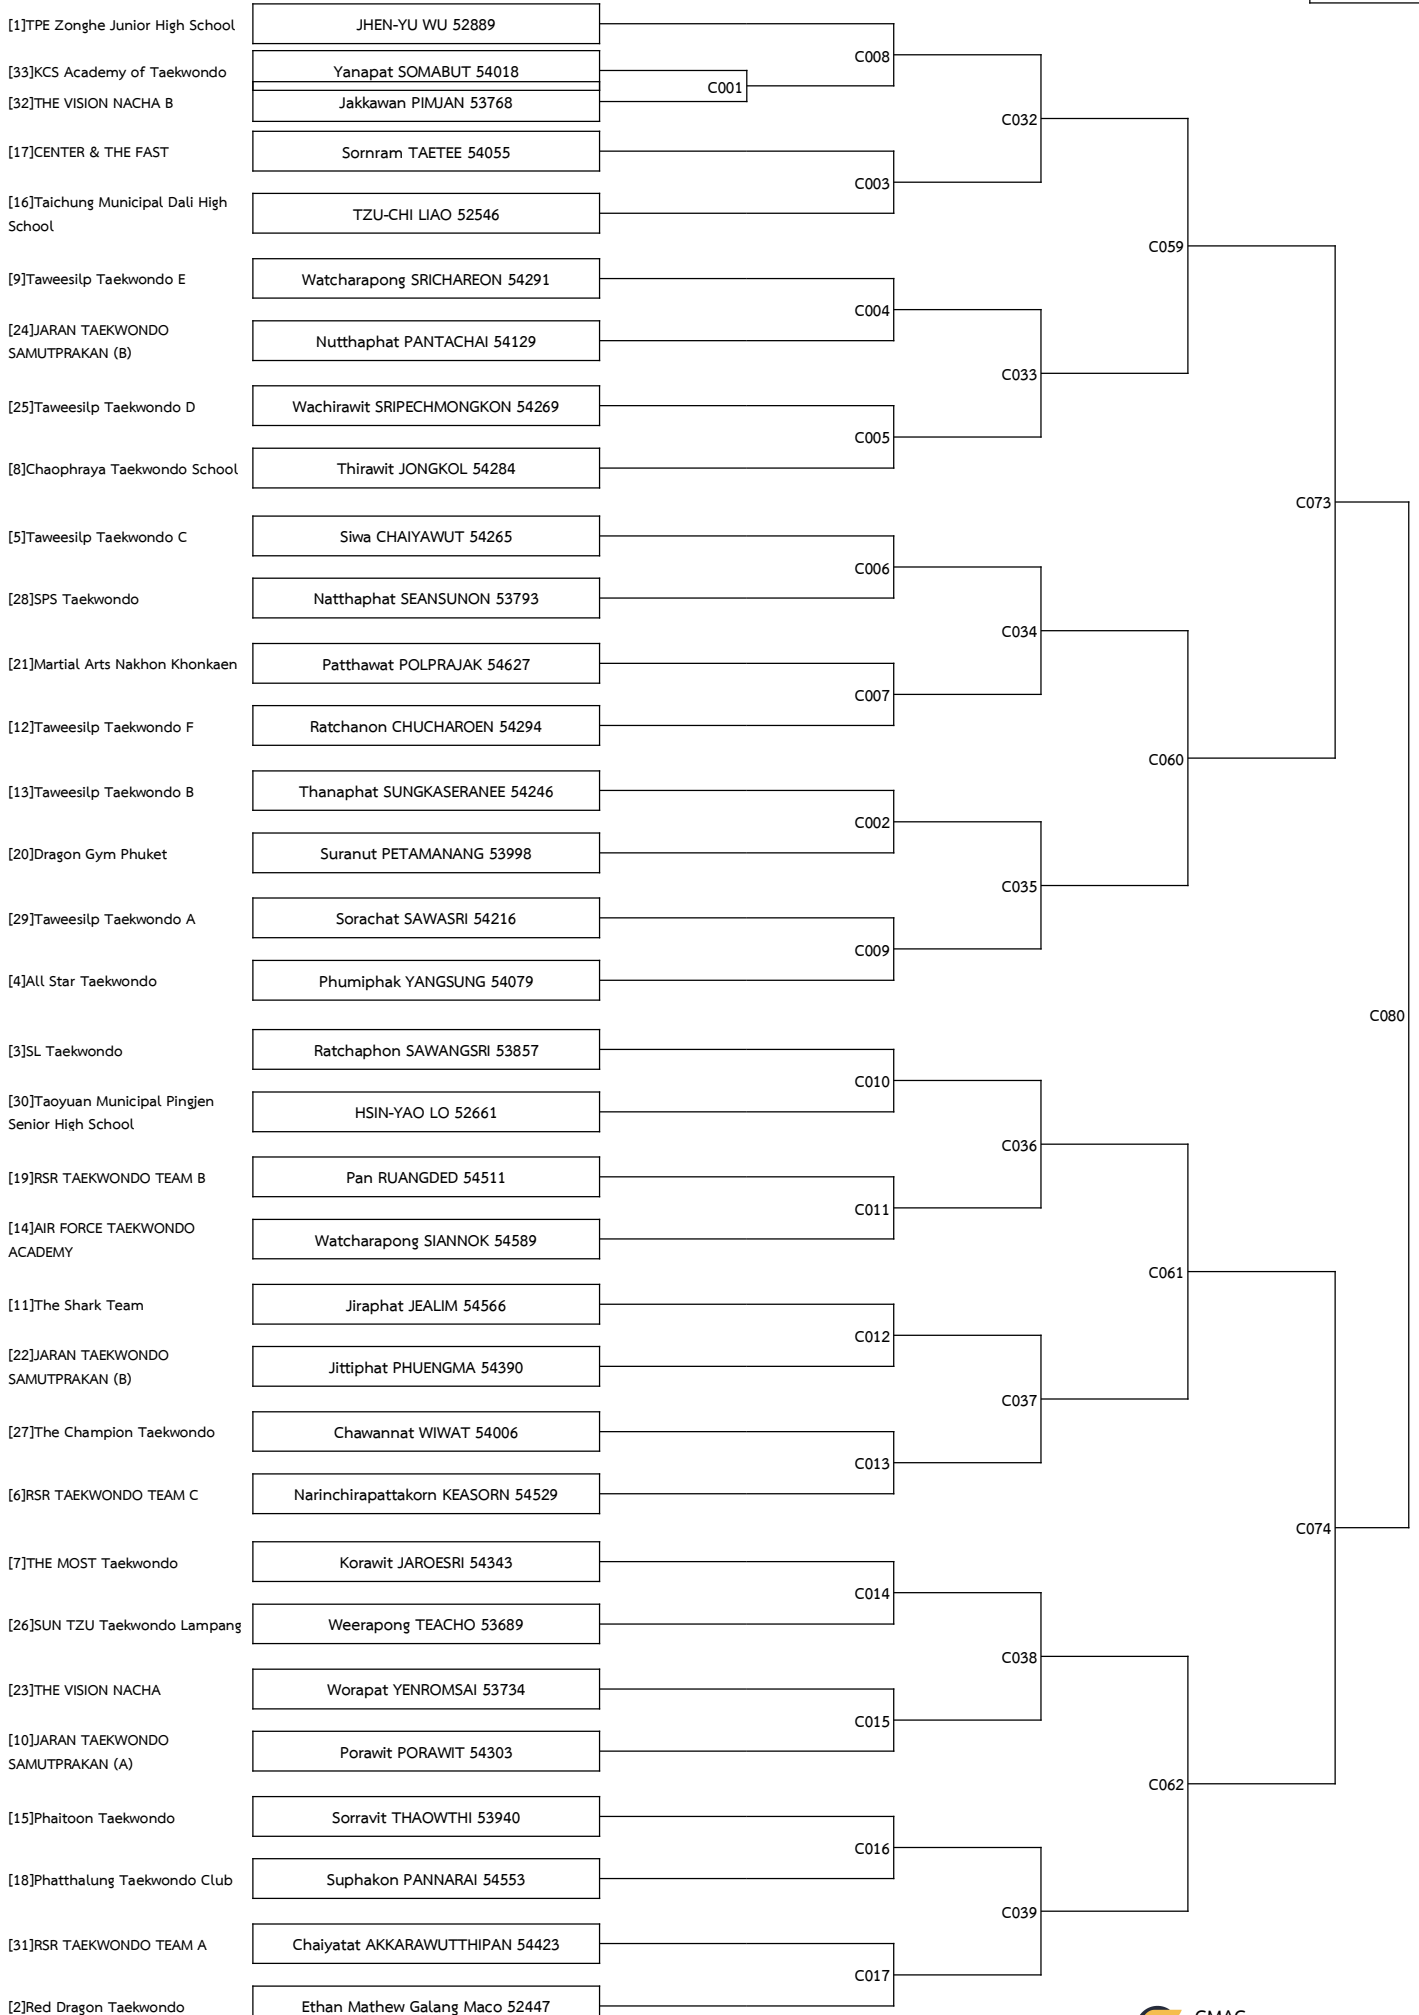 [1]TPE Zonghe Junior High School JHEN-YU WU 52889
C008
[33]KCS Academy of Taekwondo Yanapat SOMABUT 54018
C001
[32]THE VISION NACHA B Jakkawan PIMJAN 53768
C032
[17]CENTER & THE FAST Sornram TAETEE 54055
C003
[16]Taichung Municipal Dali High
School
TZU-CHI LIAO 52546
C059
[9]Taweesilp Taekwondo E Watcharapong SRICHAREON 54291
C004
[24]JARAN TAEKWONDO
SAMUTPRAKAN (B)
Nutthaphat PANTACHAI 54129
C033
[25]Taweesilp Taekwondo D Wachirawit SRIPECHMONGKON 54269
C005
[8]Chaophraya Taekwondo School Thirawit JONGKOL 54284
C073
[5]Taweesilp Taekwondo C Siwa CHAIYAWUT 54265
C006
[28]SPS Taekwondo Natthaphat SEANSUNON 53793
C034
[21]Martial Arts Nakhon Khonkaen Patthawat POLPRAJAK 54627
C007
[12]Taweesilp Taekwondo F Ratchanon CHUCHAROEN 54294
C060
[13]Taweesilp Taekwondo B Thanaphat SUNGKASERANEE 54246
C002
[20]Dragon Gym Phuket Suranut PETAMANANG 53998
C035
[29]Taweesilp Taekwondo A Sorachat SAWASRI 54216
C009
[4]All Star Taekwondo Phumiphak YANGSUNG 54079
C080
[3]SL Taekwondo Ratchaphon SAWANGSRI 53857
C010
[30]Taoyuan Municipal Pingjen
Senior High School
HSIN-YAO LO 52661
C036
[19]RSR TAEKWONDO TEAM B Pan RUANGDED 54511
C011
[14]AIR FORCE TAEKWONDO
ACADEMY
Watcharapong SIANNOK 54589
C061
[11]The Shark Team Jiraphat JEALIM 54566
C012
[22]JARAN TAEKWONDO
SAMUTPRAKAN (B)
Jittiphat PHUENGMA 54390
C037
[27]The Champion Taekwondo Chawannat WIWAT 54006
C013
[6]RSR TAEKWONDO TEAM C Narinchirapattakorn KEASORN 54529
C074
[7]THE MOST Taekwondo Korawit JAROESRI 54343
C014
[26]SUN TZU Taekwondo Lampang Weerapong TEACHO 53689
C038
[23]THE VISION NACHA Worapat YENROMSAI 53734
C015
[10]JARAN TAEKWONDO
SAMUTPRAKAN (A)
Porawit PORAWIT 54303
C062
[15]Phaitoon Taekwondo Sorravit THAOWTHI 53940
C016
[18]Phatthalung Taekwondo Club Suphakon PANNARAI 54553
C039
[31]RSR TAEKWONDO TEAM A Chaiyatat AKKARAWUTTHIPAN 54423
C017
[2]Red Dragon Taekwondo Ethan Mathew Galang Maco 52447